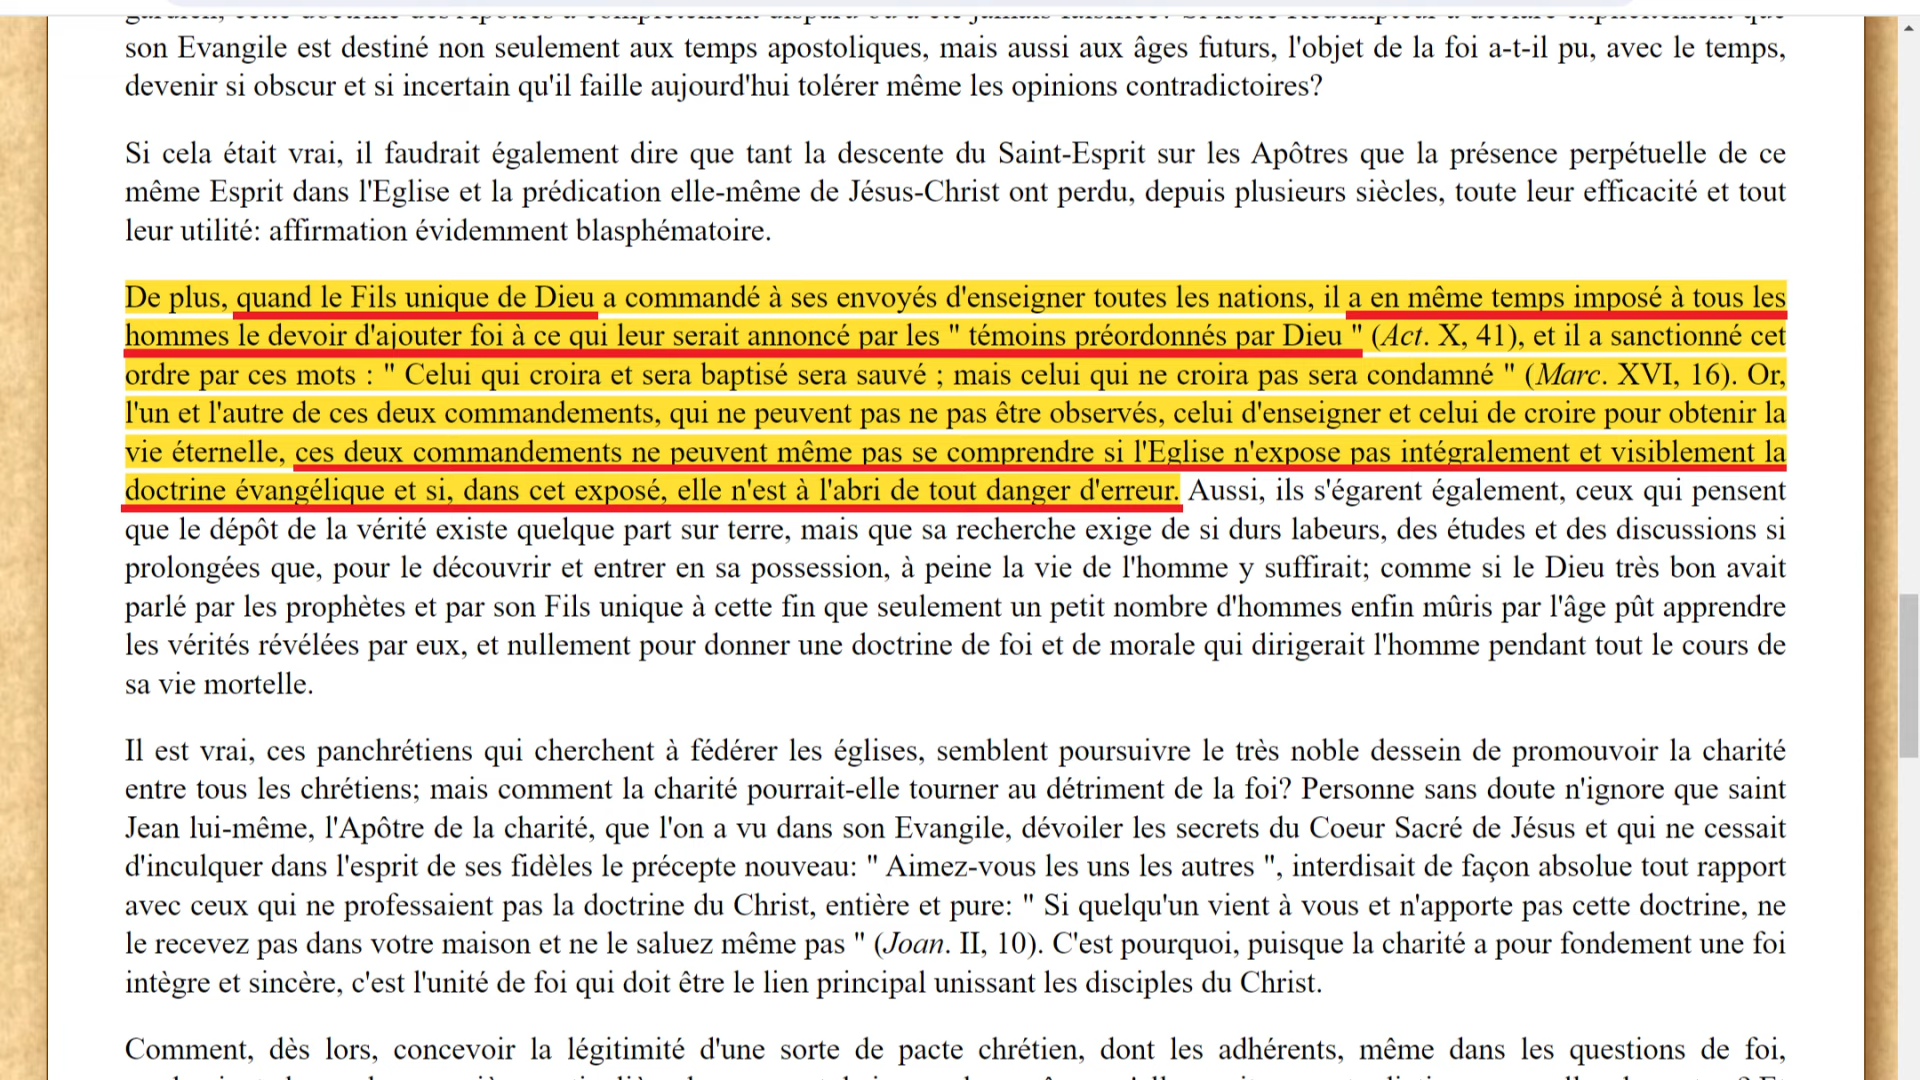 son Evangile est destiné non seulement aux temps apostoliques, mais aussi aux âges futurs, l'objet de la foi a-t-il pu, avec le temps,
devenir si obscur et si incertain qu'il faille aujourd'hui tolérer même les opinions contradictoires?
Si cela était vrai, il faudrait également dire que tant la descente du Saint-Esprit sur les Apôtres que la présence perpétuelle de ce
même Esprit dans l'Eglise et la prédication elle-même de Jésus-Christ ont perdu, depuis plusieurs siècles, toute leur efficacité et tout
leur utilité: affirmation évidemment blasphématoire.
De plus, quand le Fils unique de Dieu a commandé à ses envoyés d'enseigner toutes les nations, il a en même temps imposé à tous les
hommes le devoir d'ajouter foi à ce qui leur serait annoncé par les " témoins préordonnés par Dieu " (Act. X, 41), et il a sanctionné cet
ordre par ces mots : " Celui qui croira et sera baptisé sera sauvé ; mais celui qui ne croira pas sera condamné " (Marc. XVI, 16). Or,
l'un et l'autre de ces deux commandements, qui ne peuvent pas ne pas être observés, celui d'enseigner et celui de croire pour obtenir la
vie éternelle, ces deux commandements ne peuvent même pas se comprendre si l'Eglise n'expose pas intégralement et visiblement la
doctrine évangélique et si, dans cet exposé, elle n'est à l'abri de tout danger d'erreur. Aussi, ils s'égarent également, ceux qui pensent
que le dépôt de la vérité existe quelque part sur terre, mais que sa recherche exige de si durs labeurs, des études et des discussions si
prolongées que, pour le découvrir et entrer en sa possession, à peine la vie de l'homme y suffirait; comme si le Dieu très bon avait
parlé par les prophètes et par son Fils unique à cette fin que seulement un petit nombre d'hommes enfin mûris par l'âge pût apprendre
les vérités révélées par eux, et nullement pour donner une doctrine de foi et de morale qui dirigerait l'homme pendant tout le cours de
sa vie mortelle.
Il est vrai, ces panchrétiens qui cherchent à fédérer les églises, semblent poursuivre le très noble dessein de promouvoir la charité
entre tous les chrétiens; mais comment la charité pourrait-elle tourner au détriment de la foi? Personne sans doute n'ignore que saint
Jean lui-même, l'Apôtre de la charité, que l'on a vu dans son Evangile, dévoiler les secrets du Coeur Sacré de Jésus et qui ne cessait
d'inculquer dans l'esprit de ses fidèles le précepte nouveau: " Aimez-vous les uns les autres ", interdisait de façon absolue tout rapport
avec ceux qui ne professaient pas la doctrine du Christ, entière et pure: " Si quelqu'un vient à vous et n'apporte pas cette doctrine, ne
le recevez pas dans votre maison et ne le saluez même pas " (Joan. II, 10). C'est pourquoi, puisque la charité a pour fondement une foi
intègre et sincère, c'est l'unité de foi qui doit être le lien principal unissant les disciples du Christ.
Comment, dès lors, concevoir la légitimité d'une sorte de pacte chrétien, dont les adhérents, même dans les questions de foi,